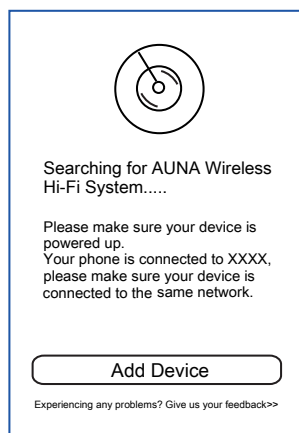 Searching for AUNA Wireless
Hi-Fi System.....
Please make sure your device is
powered up.
Your phone is connected to XXXX,
please make sure your device is
connected to the same network.
Add Device
Experiencing any problems? Give us your feedback>>